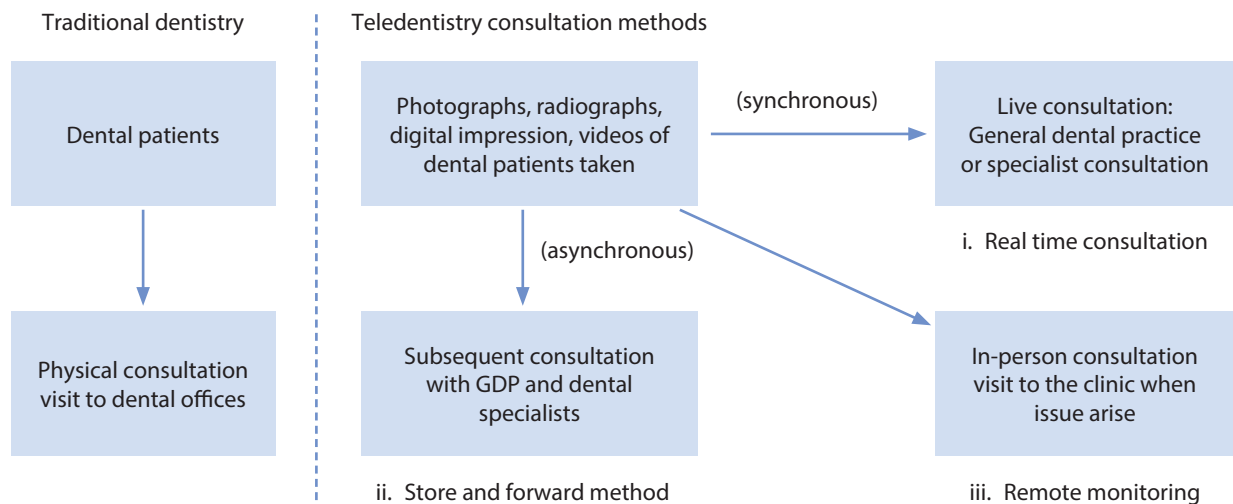 Traditional dentistry
Dental patients
Physical consultation
visit to dental offices
Teledentistry consultation methods
Photographs, radiographs,
digital impression, videos of
dental patients taken
(synchronous)
Live consultation:
General dental practice
or specialist consultation
i. Real time consultation
(asynchronous)
Subsequent consultation
with GDP and dental
specialists
ii. Store and forward method
In-person consultation
visit to the clinic when
issue arise
iii. Remote monitoring